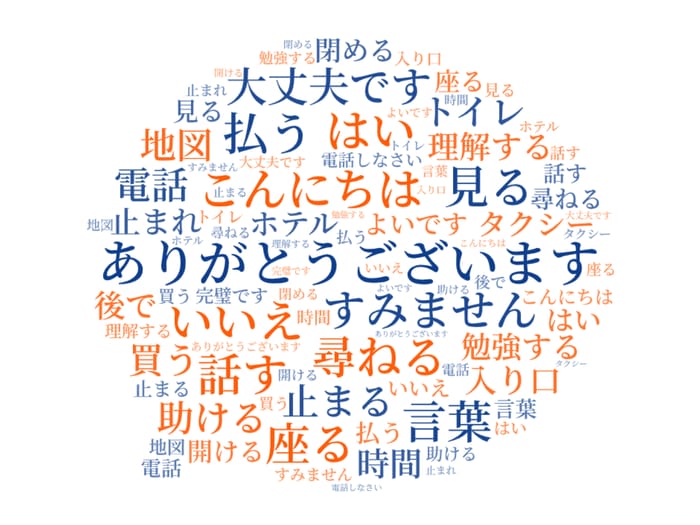 閉める
勉強する 閉める 入り口
開ける 大丈夫です 座る 見る
止まれ 見る 払う はい よいです 時間 トイレ ホテル
地図 トイレ 理解する 話す
すみません 大丈夫です 電話しなさい 言葉 話す
電話 止まる こんにちは 入り口 見る 尋ねる
地図 止まれ トイレ ホテル 勉強する よいです タクシー 大丈夫です
尋ねる 払う タクシー
ホテル 理解する こんにちは
ありがとうございます 座る
完璧です いいえ
買う 完璧です 閉める よいです 助ける 後で こんにちは
後で いいえ 時間 すみません はい
理解する ありがとうございます ありがとうございます 勉強する
買う 話す 開ける 尋ねる 電話 入り口 タクシー
止まる 買う 止まる いいえ 言葉 言葉
助ける 座る 払う はい
地図 開ける 時間 助ける
電話 すみません 止まれ
電話しなさい